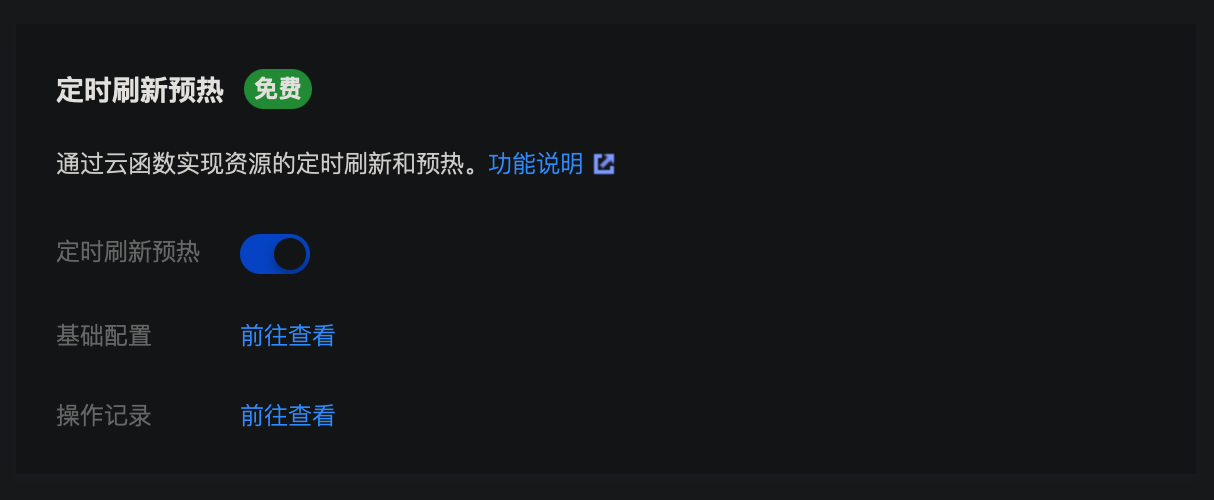 定时刷新预热 免费
通过云函数实现资源的定时刷新和预热。功能说明
定时刷新预热
基础配置 前往查看
操作记录 前往查看